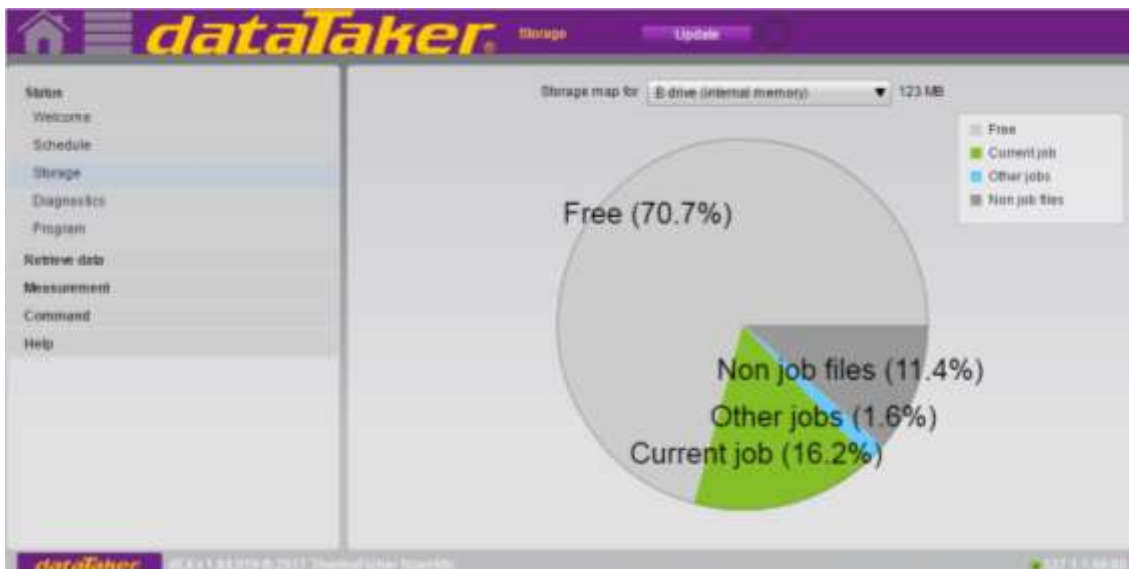 dataTaker. Storage Update
Status
Welcome
Schedule
Storage
Diagnostics
Program
Retrieve data
Measurement
Command
Help
Storage map for B drive (internal memory) 123 MB
Free
Current job
Other jobs
Non job files
Free (70.7%)
Non job files (11.4%)
Other jobs (1.6%)
Current job (16.2%)
dataTaker